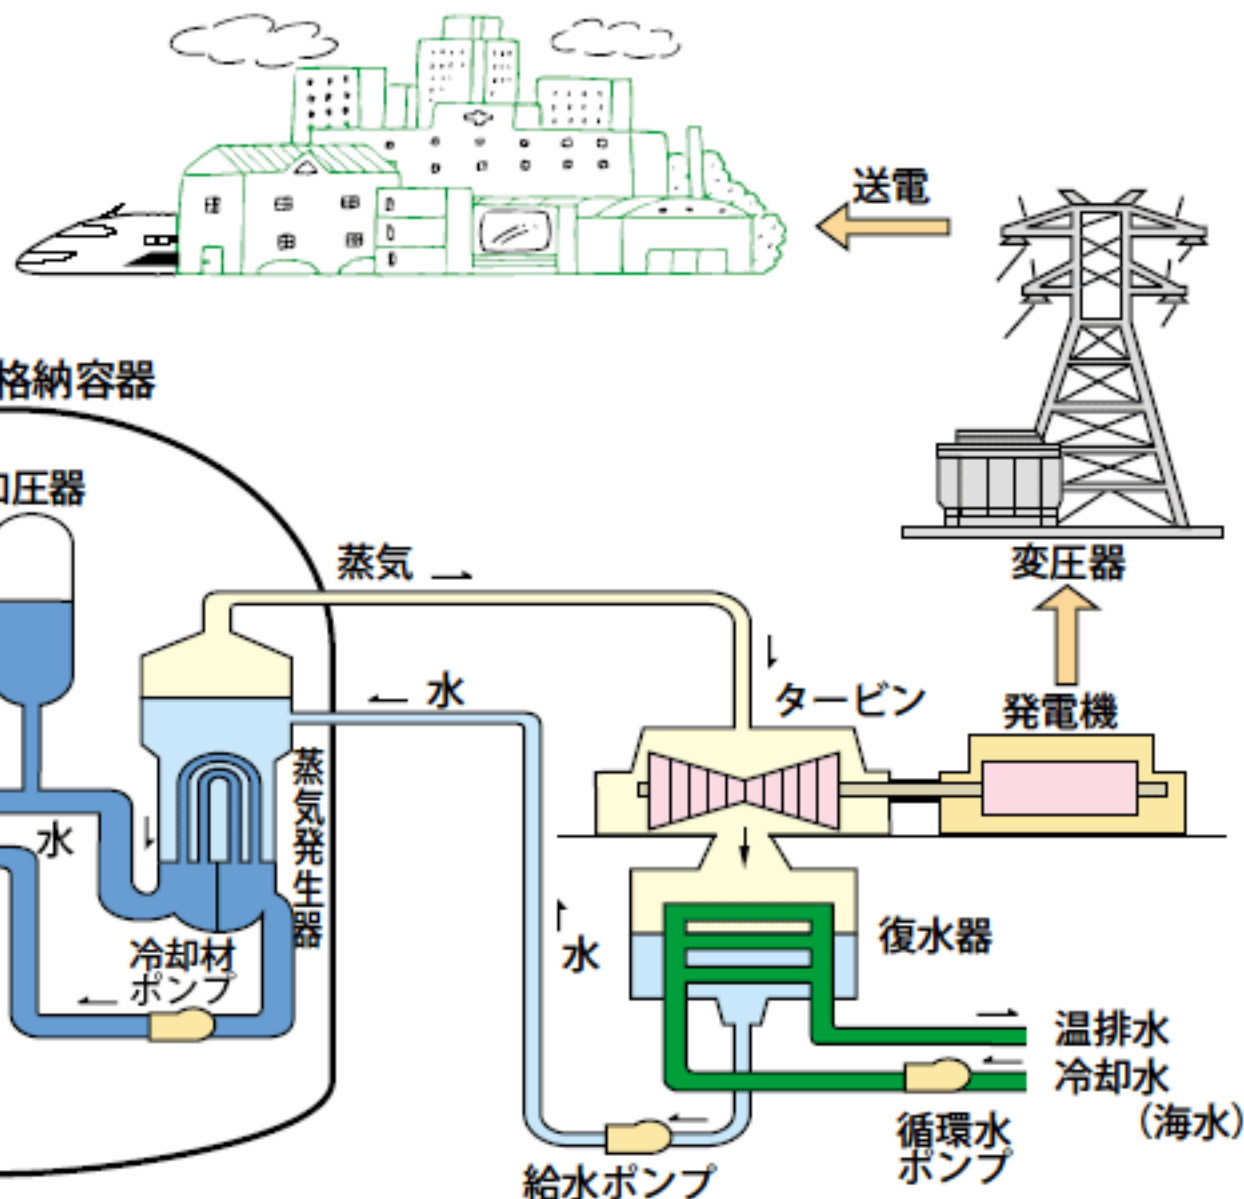 送電
格納容器
圧器
変圧器
蒸気
水
タービン
発電機
蒸気発生器
水
冷却材
ポンプ
水
復水器
温排水
冷却水
（海水）
循環水
ポンプ
給水ポンプ